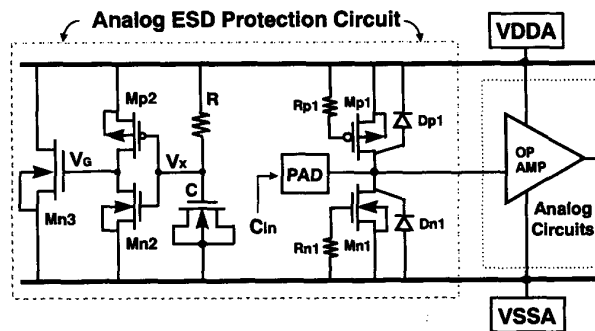 Analog ESD Protection Circuit
VDDA
Mp2
R
Rp1
Mp1
Dp1
VG
Vx
PAD
OP
AMP
C
Mn3
Mn2
Cin
Rn1
Mn1
Dn1
Analog
Circuits
VSSA